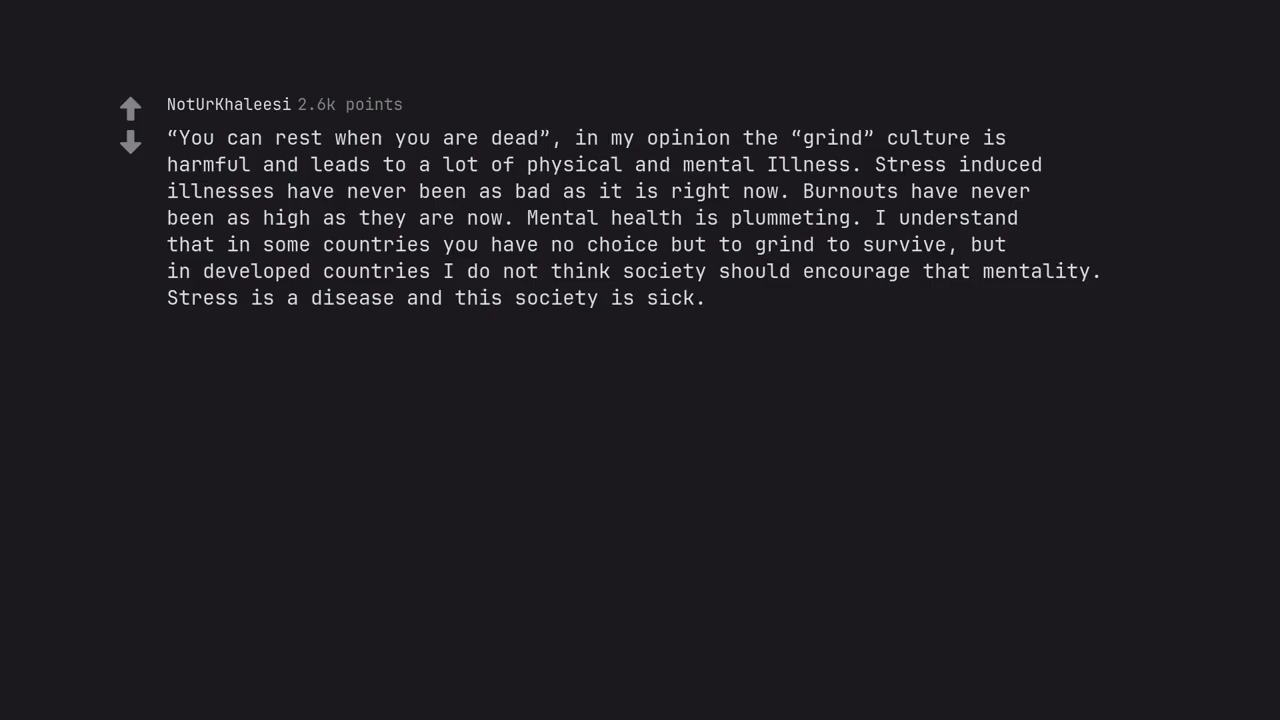 NotUrKhaleesi 2.6k points
“You can rest when you are dead”, in my opinion the “grind” culture is
harmful and leads to a lot of physical and mental Illness. Stress induced
illnesses have never been as bad as it is right now. Burnouts have never
been as high as they are now. Mental health is plummeting. I understand
that in some countries you have no choice but to grind to survive, but
in developed countries I do not think society should encourage that mentality.
Stress is a disease and this society is sick.